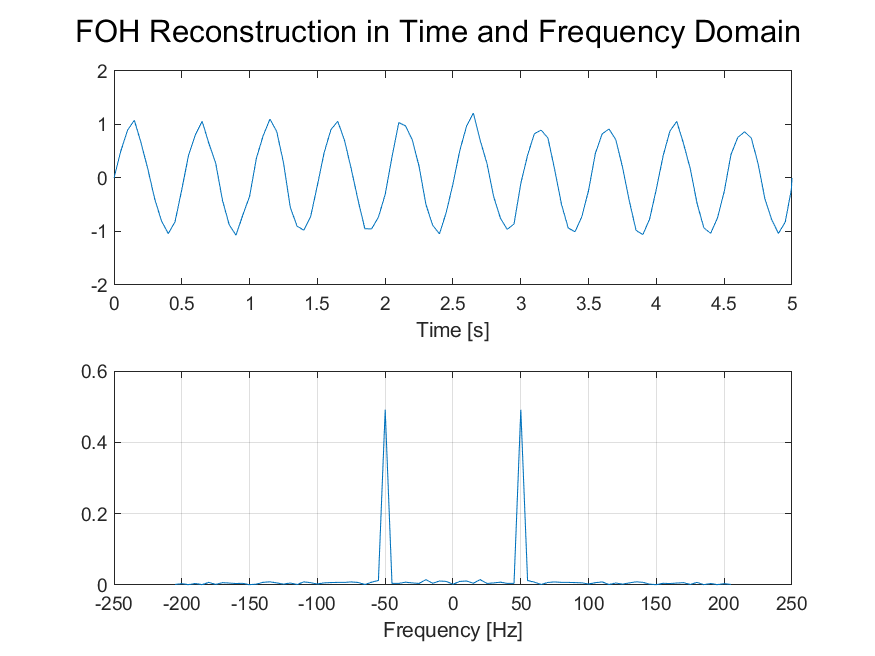 FOH Reconstruction in Time and Frequency Domain
2
1
0
-1
-2
0 0.5 1 1.5 2 2.5 3 3.5 4 4.5 5
Time [s]
0.6
0.4
0.2
0
-250 -200 -150 -100 -50 0 50 100 150 200 250
Frequency [Hz]